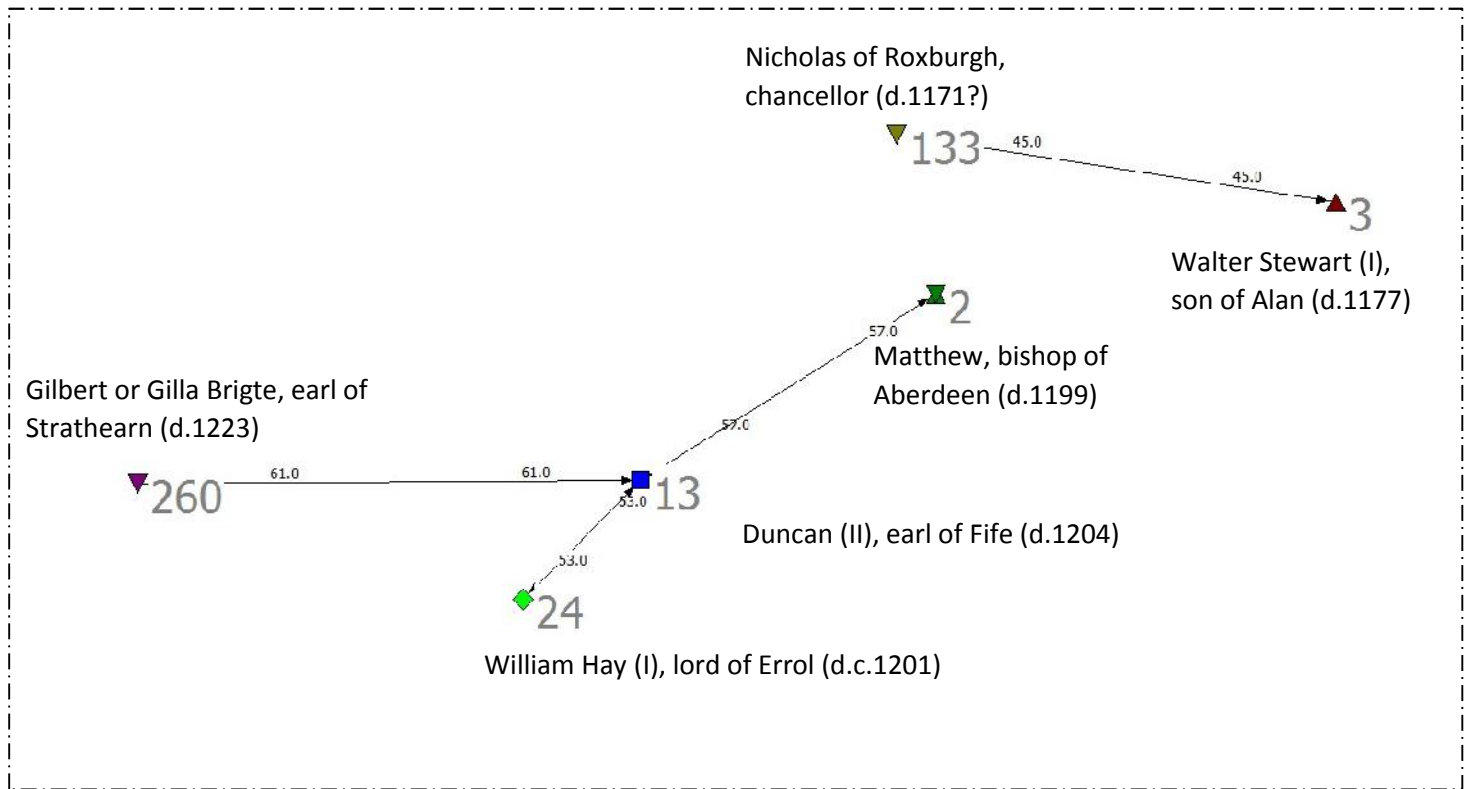 Nicholas of Roxburgh,
chancellor (d.1171?)
133
45.0
45.0
3
Walter Stewart (I),
son of Alan (d.1177)
2
57.0
Matthew, bishop of
Aberdeen (d.1199)
Gilbert or Gilla Brigte, earl of
Strathearn (d.1223)
57.0
260
61.0
61.0
13
53.0
Duncan (II), earl of Fife (d.1204)
53.0
24
William Hay (I), lord of Errol (d.c.1201)